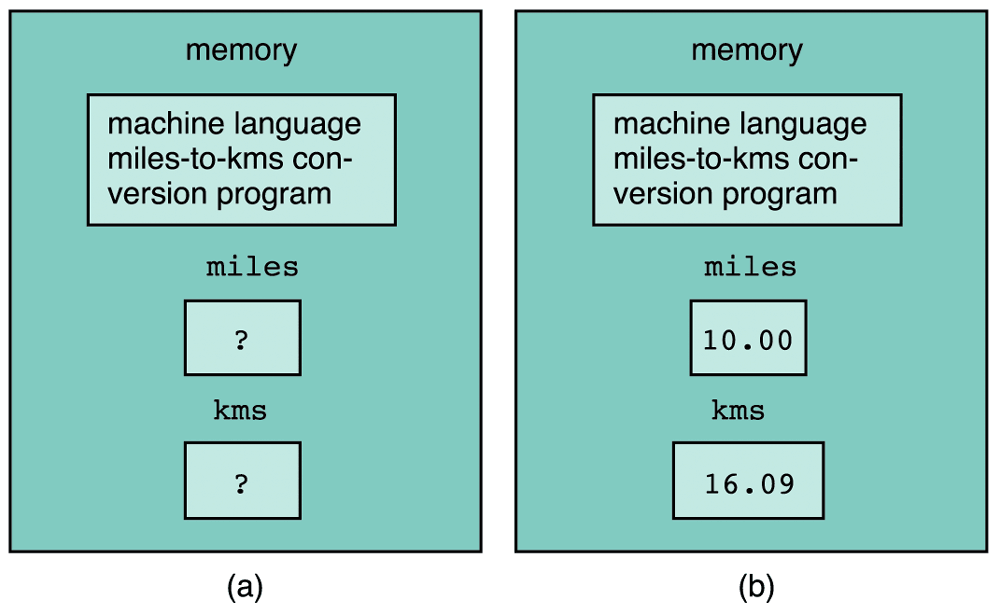 memory
machine language
miles-to-kms con-
version program
miles
?
kms
?
(a)
memory
machine language
miles-to-kms con-
version program
miles
10.00
kms
16.09
(b)